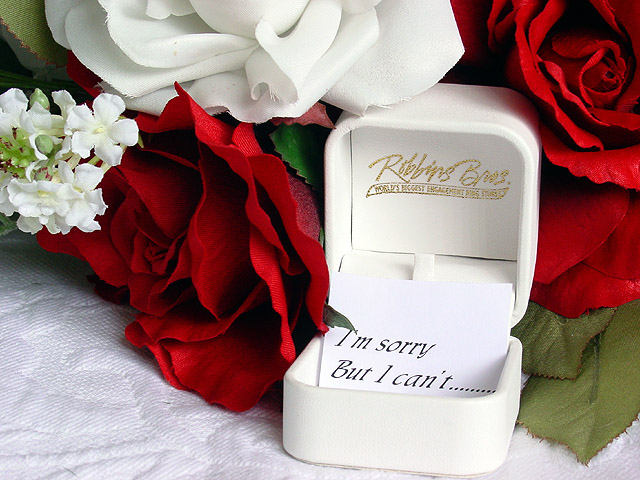 Robbins Bros.
WORLD'S BIGGEST ENGAGEMENT RING STORE
I'm sorry
But I can't.........